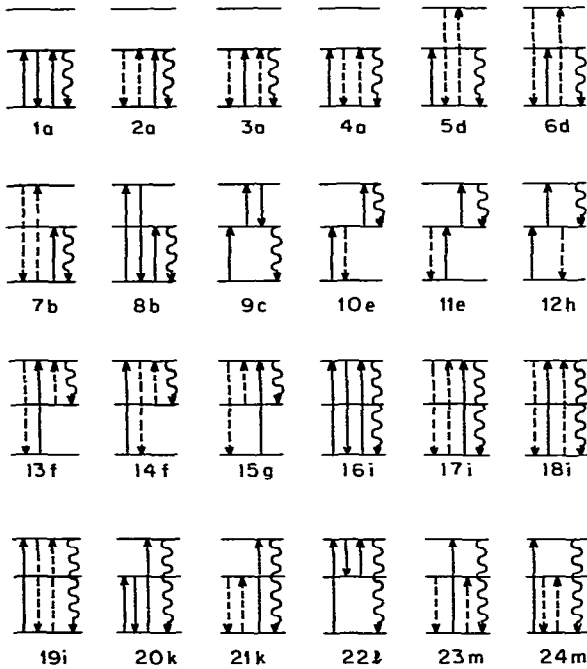 1a 2a 3a 4a 5d 6d
7b 8b 9c 10e 11e 12h
13f 14f 15g 16i 17i 18i
19i 20k 21k 22ℓ 23m 24m